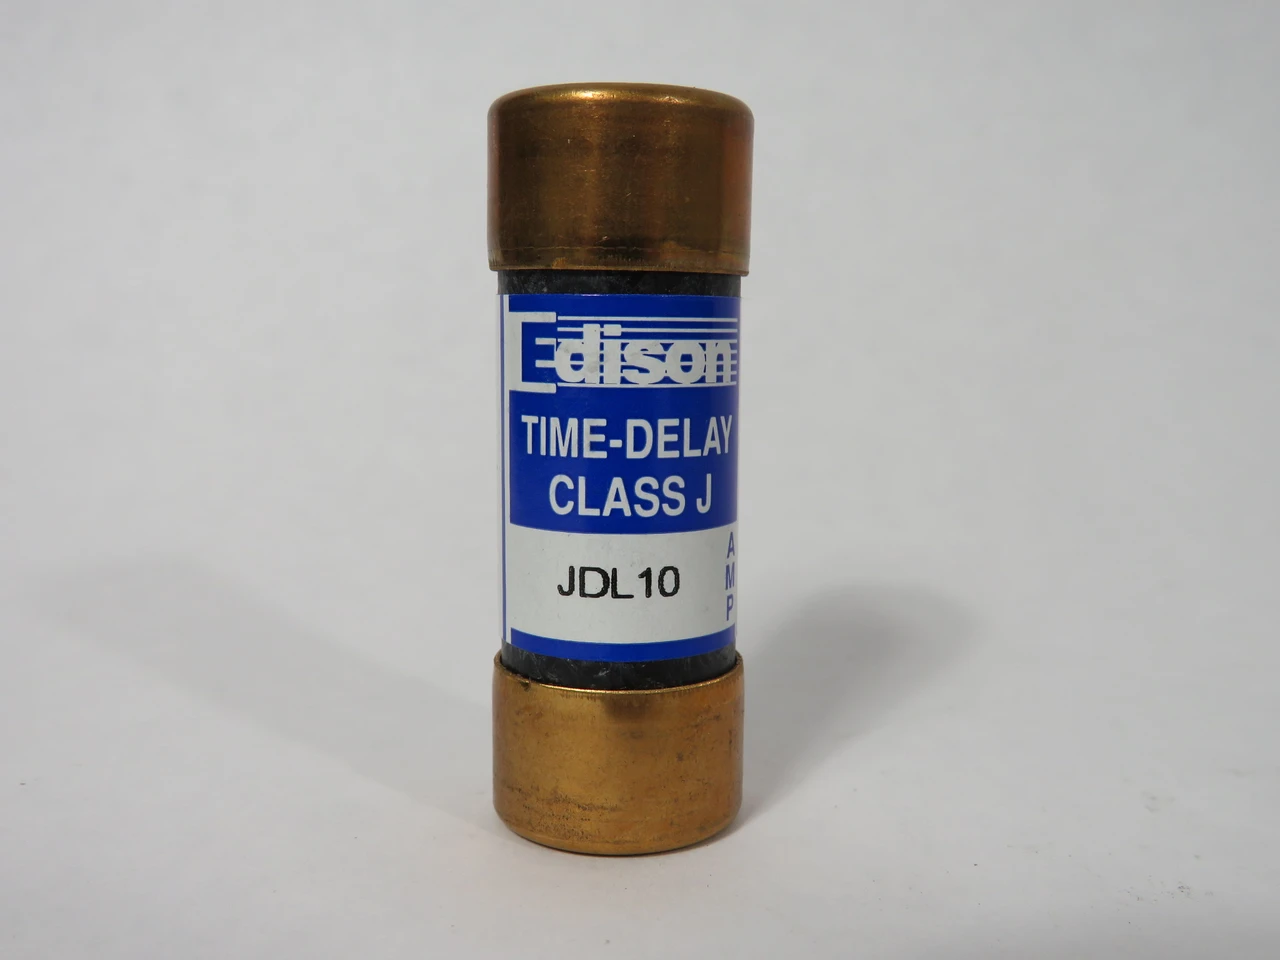 Edison
TIME-DELAY
CLASS J
JDL10
AMP